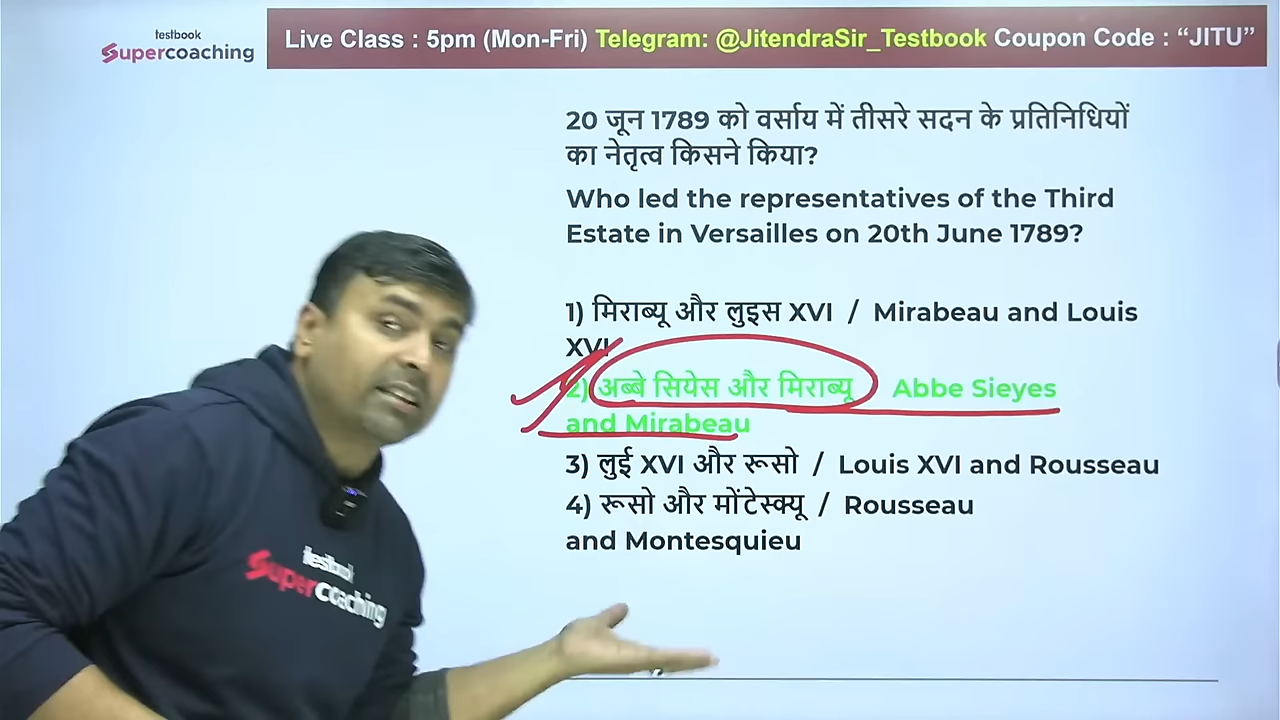 testbook
Supercoaching
Live Class : 5pm (Mon-Fri) Telegram: @JitendraSir_Testbook Coupon Code : “JITU”
20 जून 1789 को वर्साय में तीसरे सदन के प्रतिनिधियों
का नेतृत्व किसने किया?
Who led the representatives of the Third
Estate in Versailles on 20th June 1789?
1) मिराब्यू और लुइस XVI / Mirabeau and Louis
XVI
2) अब्बे सियेस और मिराब्यू Abbe Sieyes
and Mirabeau
3) लुई XVI और रूसो / Louis XVI and Rousseau
4) रूसो और मोंटेस्क्यू / Rousseau
and Montesquieu
testbook
Supercoaching